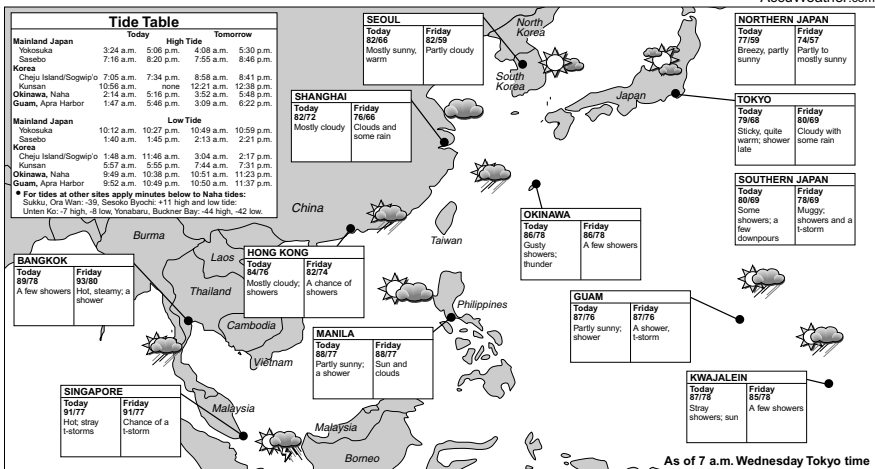 AccuWeather.com
Tide Table
Today Tomorrow
Mainland Japan High Tide
Yokosuka 3:24 a.m. 5:06 p.m. 4:08 a.m. 5:30 p.m.
Sasebo 7:16 a.m. 8:20 p.m. 7:55 a.m. 8:46 p.m.
Korea
Cheju Island/Sogwip'o 7:05 a.m. 7:34 p.m. 8:58 a.m. 8:41 p.m.
Kunsan 10:56 a.m. none 12:21 a.m. 12:38 p.m.
Okinawa, Naha 2:14 a.m. 5:16 p.m. 3:52 a.m. 5:48 p.m.
Guam, Apra Harbor 1:47 a.m. 5:46 p.m. 3:09 a.m. 6:22 p.m.
Mainland Japan Low Tide
Yokosuka 10:12 a.m. 10:27 p.m. 10:49 a.m. 10:59 p.m.
Sasebo 1:40 a.m. 1:45 p.m. 2:13 a.m. 2:21 p.m.
Korea
Cheju Island/Sogwip'o 1:48 a.m. 11:46 a.m. 3:04 a.m. 2:17 p.m.
Kunsan 5:57 a.m. 5:55 p.m. 7:44 a.m. 7:31 p.m.
Okinawa, Naha 9:49 a.m. 10:38 p.m. 10:51 a.m. 11:23 p.m.
Guam, Apra Harbor 9:52 a.m. 10:49 p.m. 10:50 a.m. 11:37 p.m.
• For tides at other sites apply minutes below to Naha tides:
Sukku, Ora Wan: -39, Sesoko Byochi: +11 high and low tide:
Unten Ko: -7 high, -8 low, Yonabaru, Buckner Bay: -44 high, -42 low.
SEOUL
Today Friday
82/66 82/59
Mostly sunny, Partly cloudy
warm
North
Korea
South
Korea
Japan
NORTHERN JAPAN
Today Friday
77/59 74/57
Breezy, partly Partly to
sunny mostly sunny
SHANGHAI
Today Friday
82/72 76/66
Mostly cloudy Clouds and
some rain
TOKYO
Today Friday
79/68 80/69
Sticky, quite Cloudy with
warm; shower some rain
late
SOUTHERN JAPAN
Today Friday
80/69 78/69
Some Muggy;
showers; a showers and a
few t-storm
downpours
China
Taiwan
OKINAWA
Today Friday
86/78 86/78
Gusty A few showers
showers;
thunder
Burma
Laos
Thailand
Cambodia
Vietnam
BANGKOK
Today Friday
89/78 93/80
A few showers Hot, steamy; a
shower
HONG KONG
Today Friday
84/76 82/74
Mostly cloudy; A chance of
showers showers
Philippines
MANILA
Today Friday
88/77 88/77
Partly sunny; Sun and
a shower clouds
GUAM
Today Friday
87/76 87/76
Partly sunny; A shower,
shower t-storm
KWAJALEIN
Today Friday
87/78 85/78
Stray A few showers
showers; sun
SINGAPORE
Today Friday
91/77 91/77
Hot; stray Chance of a
t-storms t-storm
Malaysia
Malaysia
Borneo
As of 7 a.m. Wednesday Tokyo time